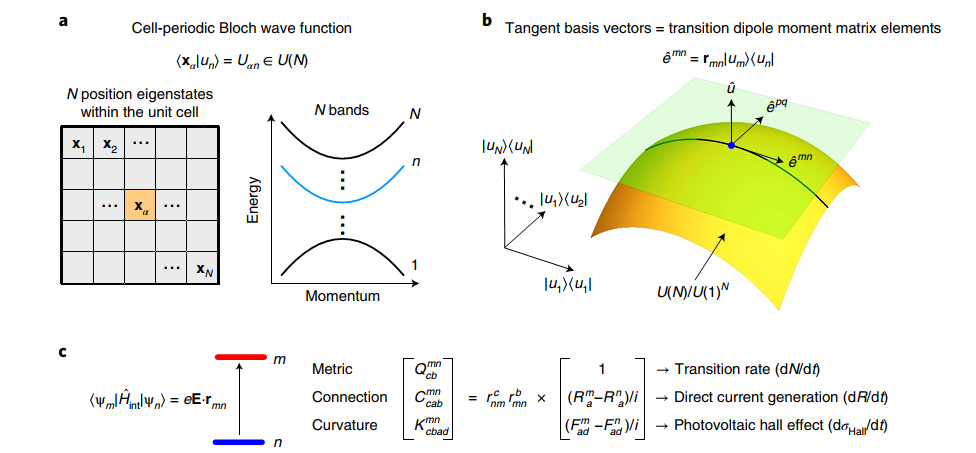 a
Cell-periodic Bloch wave function
⟨x_α|u_n⟩ = U_αn ∈ U(N)
N position eigenstates
within the unit cell
x_1 x_2 ...
... x_α ...
... x_N
N bands
N
n
1
Energy
Momentum
b
Tangent basis vectors = transition dipole moment matrix elements
ê^mn = r_mn|u_m⟩⟨u_n|
û
ê^pq
ê^mn
|u_N⟩⟨u_N|
... |u_1⟩⟨u_2|
|u_1⟩⟨u_1|
U(N)/U(1)^N
c
m
⟨ψ_m|Ĥ_int|ψ_n⟩ = eE·r_mn
n
Metric Q^mn_cb 1 → Transition rate (dN/dt)
Connection C^mn_cab = r^c_nm r^b_mn × (R^m_a–R^n_a)/i → Direct current generation (dR/dt)
Curvature K^mn_cbad (F^m_ad –F^n_ad)/i → Photovoltaic hall effect (dσ_Hall/dt)